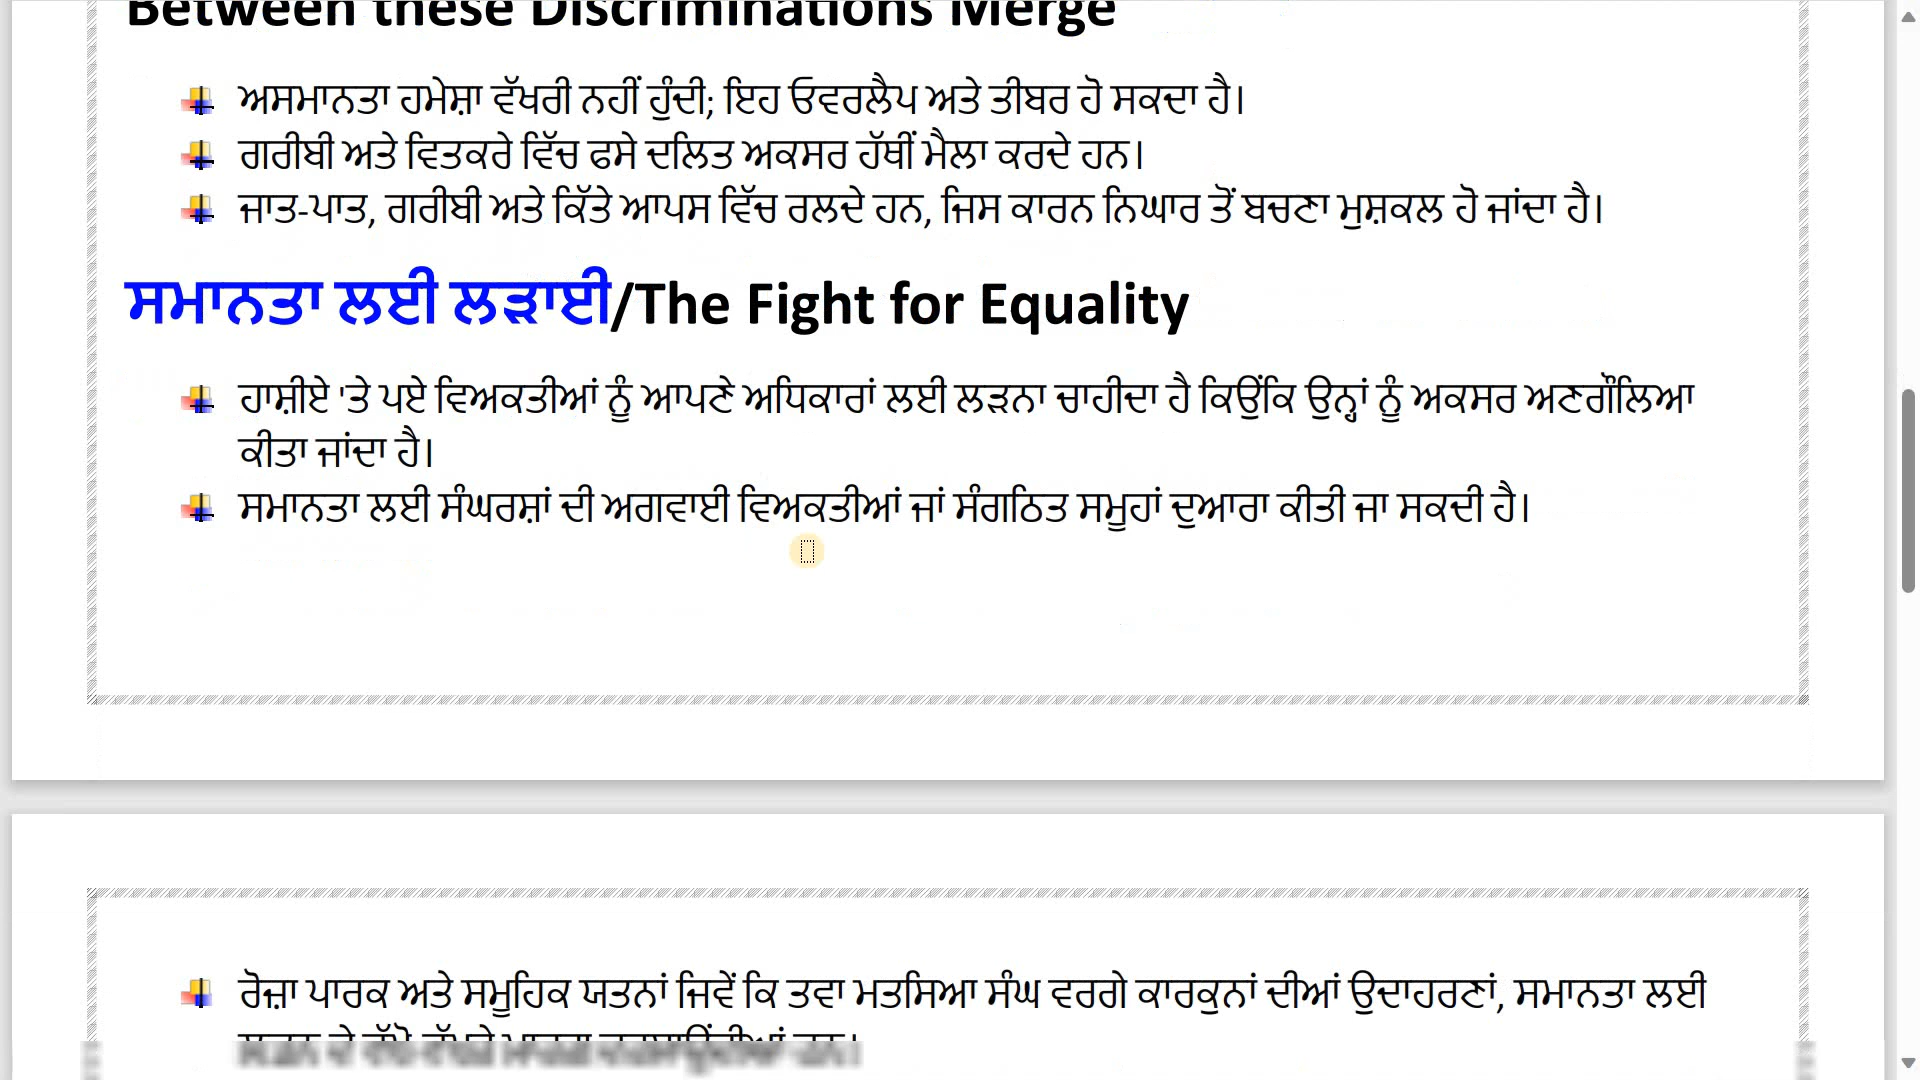 Between these Discriminations Merge
ਅਸਮਾਨਤਾ ਹਮੇਸ਼ਾ ਵੱਖਰੀ ਨਹੀਂ ਹੁੰਦੀ; ਇਹ ਓਵਰਲੈਪ ਅਤੇ ਤੀਬਰ ਹੋ ਸਕਦਾ ਹੈ।
ਗਰੀਬੀ ਅਤੇ ਵਿਤਕਰੇ ਵਿੱਚ ਫਸੇ ਦਲਿਤ ਅਕਸਰ ਹੱਥੀਂ ਮੈਲਾ ਕਰਦੇ ਹਨ।
ਜਾਤ-ਪਾਤ, ਗਰੀਬੀ ਅਤੇ ਕਿੱਤੇ ਆਪਸ ਵਿੱਚ ਰਲਦੇ ਹਨ, ਜਿਸ ਕਾਰਨ ਨਿਘਾਰ ਤੋਂ ਬਚਣਾ ਮੁਸ਼ਕਲ ਹੋ ਜਾਂਦਾ ਹੈ।
ਸਮਾਨਤਾ ਲਈ ਲੜਾਈ/The Fight for Equality
ਹਾਸ਼ੀਏ 'ਤੇ ਪਏ ਵਿਅਕਤੀਆਂ ਨੂੰ ਆਪਣੇ ਅਧਿਕਾਰਾਂ ਲਈ ਲੜਨਾ ਚਾਹੀਦਾ ਹੈ ਕਿਉਂਕਿ ਉਨ੍ਹਾਂ ਨੂੰ ਅਕਸਰ ਅਣਗੌਲਿਆ
ਕੀਤਾ ਜਾਂਦਾ ਹੈ।
ਸਮਾਨਤਾ ਲਈ ਸੰਘਰਸ਼ਾਂ ਦੀ ਅਗਵਾਈ ਵਿਅਕਤੀਆਂ ਜਾਂ ਸੰਗਠਿਤ ਸਮੂਹਾਂ ਦੁਆਰਾ ਕੀਤੀ ਜਾ ਸਕਦੀ ਹੈ।
ਰੋਜ਼ਾ ਪਾਰਕ ਅਤੇ ਸਮੂਹਿਕ ਯਤਨਾਂ ਜਿਵੇਂ ਕਿ ਤਵਾ ਮਤਸਿਆ ਸੰਘ ਵਰਗੇ ਕਾਰਕੁਨਾਂ ਦੀਆਂ ਉਦਾਹਰਣਾਂ, ਸਮਾਨਤਾ ਲਈ